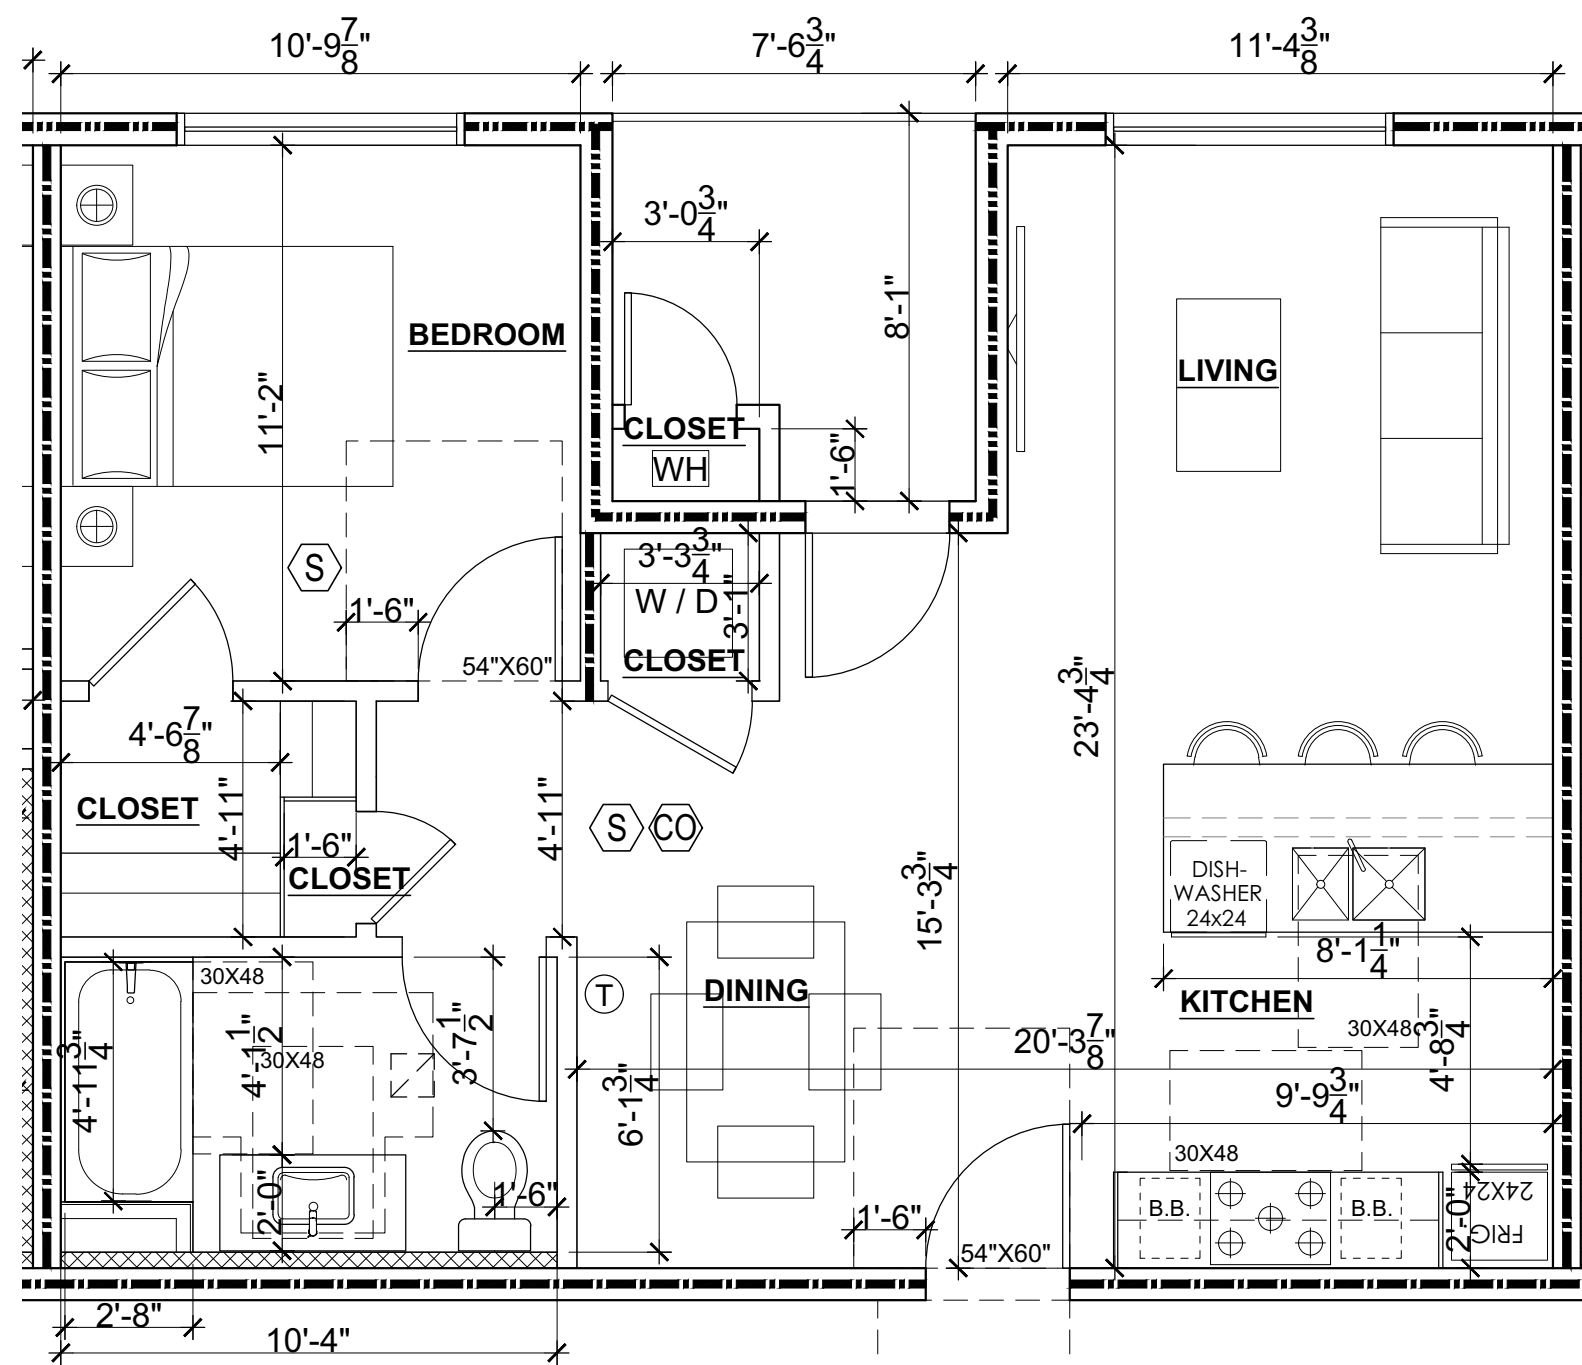 10'-9 7/8"
7'-6 3/4"
11'-4 3/8"
3'-0 3/4"
8'-1"
BEDROOM
LIVING
11'-2"
CLOSET
WH
1'-6"
3'-3 3/4"
S
W / D
3'-1"
1'-6"
CLOSET
54"X60"
23'-4 3/4"
4'-6 7/8"
CLOSET
4'-11"
4'-11"
S
CO
1'-6"
CLOSET
DISH-
WASHER
24x24
15'-3 3/4"
8'-1 1/4"
30X48
T
DINING
KITCHEN
30X48
4'-1 1/2"
3'-7 1/2"
30X48
20'-3 7/8"
4'-8 3/4"
4'-11 3/4"
6'-1 3/4"
9'-9 3/4"
30X48
2'-0"
1'-6"
1'-6"
B.B.
B.B.
24X24
FRIG
2'-0"
54"X60"
2'-8"
10'-4"